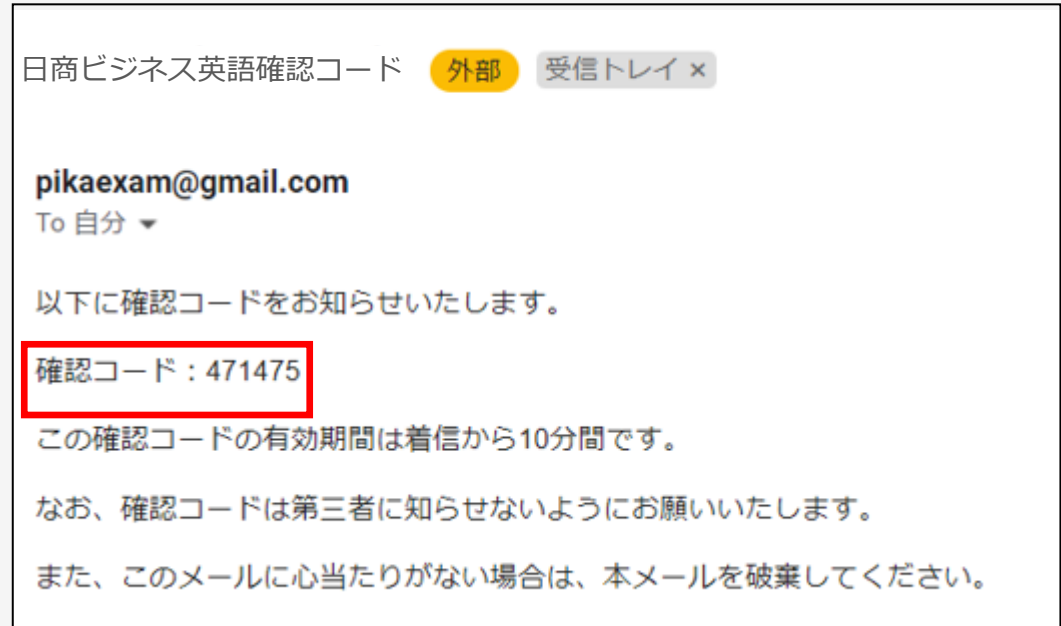 日商ビジネス英語確認コード 外部 受信トレイ ×
pikaexam@gmail.com
To 自分
以下に確認コードをお知らせいたします。
確認コード：471475
この確認コードの有効期間は着信から10分間です。
なお、確認コードは第三者に知らせないようにお願いいたします。
また、このメールに心当たりがない場合は、本メールを破棄してください。